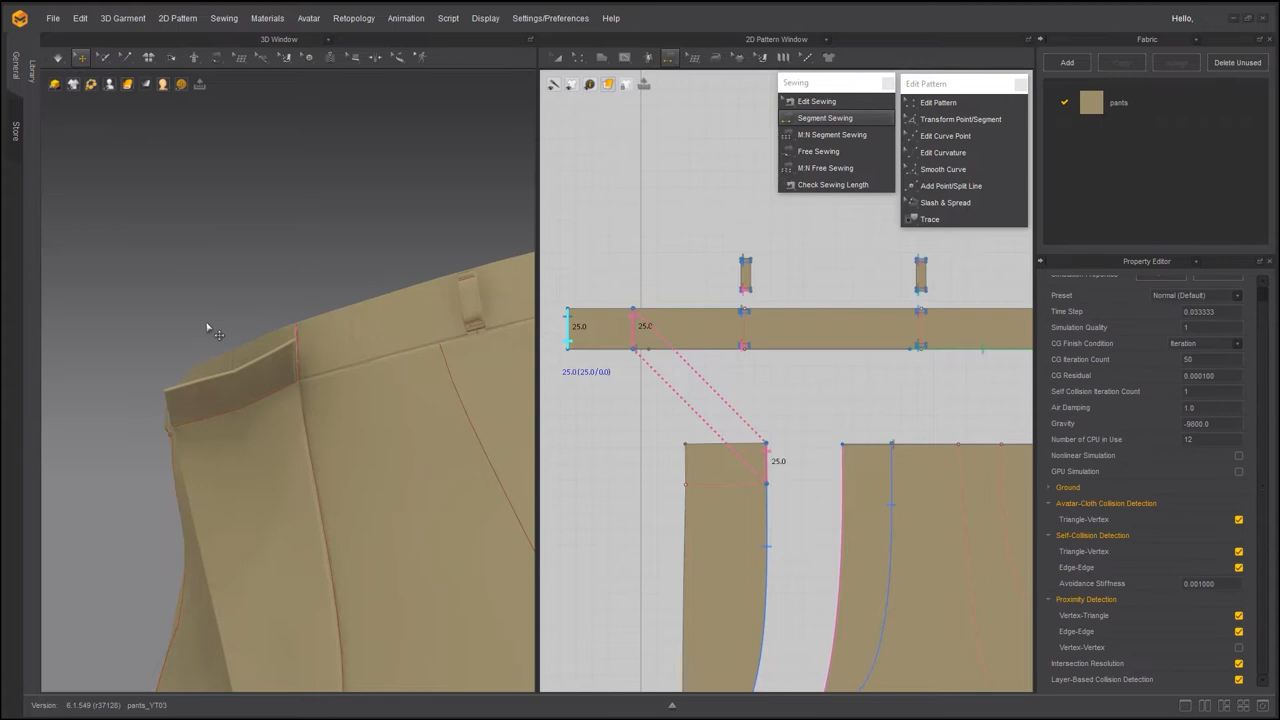 File Edit 3D Garment 2D Pattern Sewing Materials Avatar Retopology Animation Script Display Settings/Preferences Help
Hello,
3D Window
2D Pattern Window
Fabric
Library
General
Store
Add
Delete Unused
pants
Sewing
Edit Sewing
Segment Sewing
M:N Segment Sewing
Free Sewing
M:N Free Sewing
Check Sewing Length
Edit Pattern
Edit Pattern
Transform Point/Segment
Edit Curve Point
Edit Curvature
Smooth Curve
Add Point/Split Line
Slash & Spread
Trace
25.0
25.0
25.0 (25.0 / 0.0)
25.0
Property Editor
Simulation Properties
Preset Normal (Default)
Time Step 0.033333
Simulation Quality 1
CG Finish Condition Iteration
CG Iteration Count 50
CG Residual 0.000100
Self Collision Iteration Count 1
Air Damping 1.0
Gravity -9800.0
Number of CPU in Use 12
Nonlinear Simulation
GPU Simulation
Ground
Avatar-Cloth Collision Detection
Triangle-Vertex
Self-Collision Detection
Triangle-Vertex
Edge-Edge
Avoidance Stiffness 0.001000
Proximity Detection
Vertex-Triangle
Edge-Edge
Vertex-Vertex
Intersection Resolution
Layer-Based Collision Detection
Version: 6.1.549 (r37128) pants_YT03